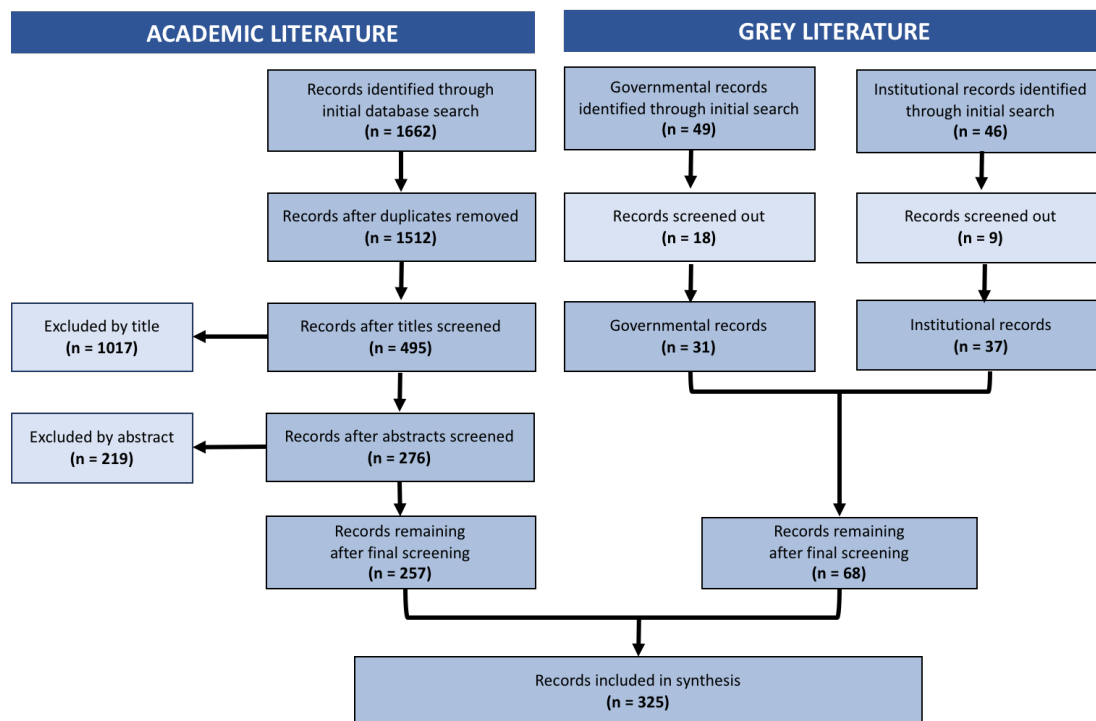 ACADEMIC LITERATURE
Records identified through
initial database search
(n = 1662)
Records after duplicates removed
(n = 1512)
Excluded by title
(n = 1017)
Records after titles screened
(n = 495)
Excluded by abstract
(n = 219)
Records after abstracts screened
(n = 276)
Records remaining
after final screening
(n = 257)
GREY LITERATURE
Governmental records
identified through initial search
(n = 49)
Institutional records identified
through initial search
(n = 46)
Records screened out
(n = 18)
Records screened out
(n = 9)
Governmental records
(n = 31)
Institutional records
(n = 37)
Records remaining
after final screening
(n = 68)
Records included in synthesis
(n = 325)